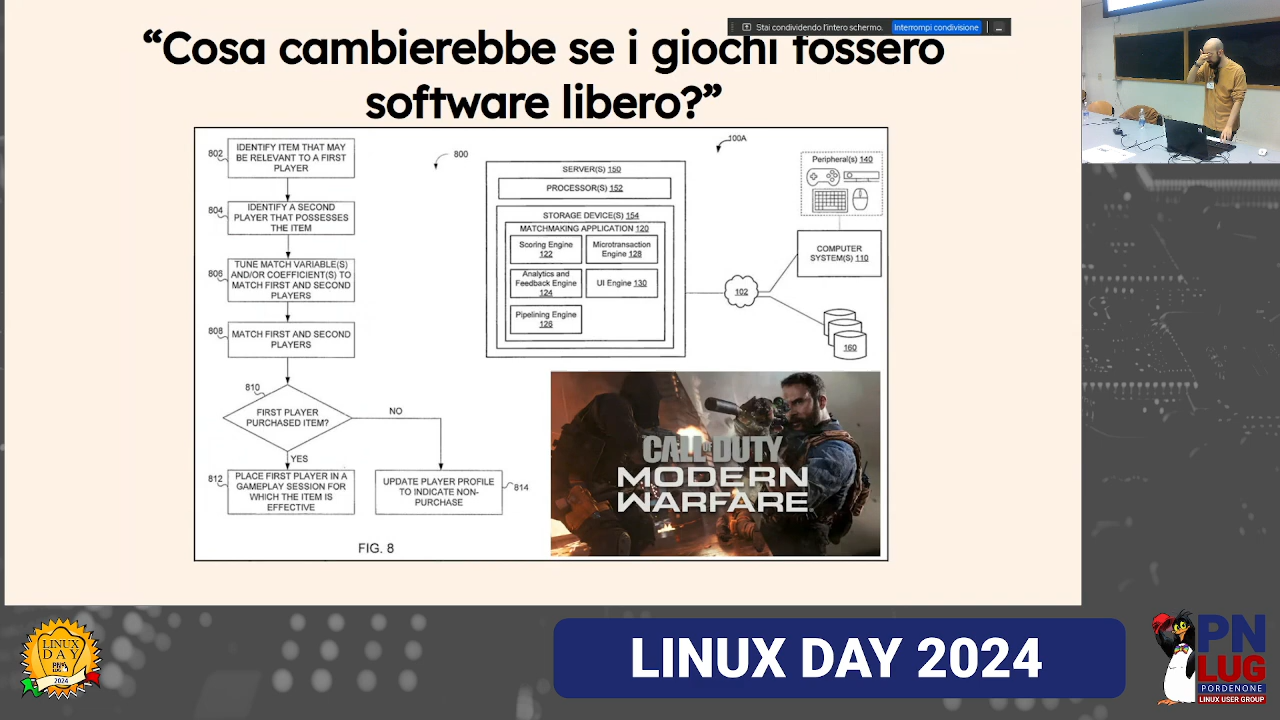 Stai condividendo l'intero schermo. Interrompi condivisione
“Cosa cambierebbe se i giochi fossero
software libero?”
802
IDENTIFY ITEM THAT MAY
BE RELEVANT TO A FIRST
PLAYER
800
804
IDENTIFY A SECOND
PLAYER THAT POSSESSES
THE ITEM
806
TUNE MATCH VARIABLE(S)
AND/OR COEFFICIENT(S) TO
MATCH FIRST AND SECOND
PLAYERS
808
MATCH FIRST AND SECOND
PLAYERS
810
FIRST PLAYER
PURCHASED ITEM?
NO
YES
812
PLACE FIRST PLAYER IN A
GAMEPLAY SESSION FOR
WHICH THE ITEM IS
EFFECTIVE
UPDATE PLAYER PROFILE
TO INDICATE NON-
PURCHASE
814
FIG. 8
100A
SERVER(S) 150
PROCESSOR(S) 152
STORAGE DEVICE(S) 154
MATCHMAKING APPLICATION 120
Scoring Engine
122
Microtransaction
Engine 128
Analytics and
Feedback Engine
124
UI Engine 130
Pipelining Engine
126
102
Peripheral(s) 140
COMPUTER
SYSTEM(S) 110
160
CALL OF DUTY
MODERN
WARFARE
LINUX
DAY
PN
LUG
2024
LINUX DAY 2024
PN
LUG
PORDENONE
LINUX USER GROUP